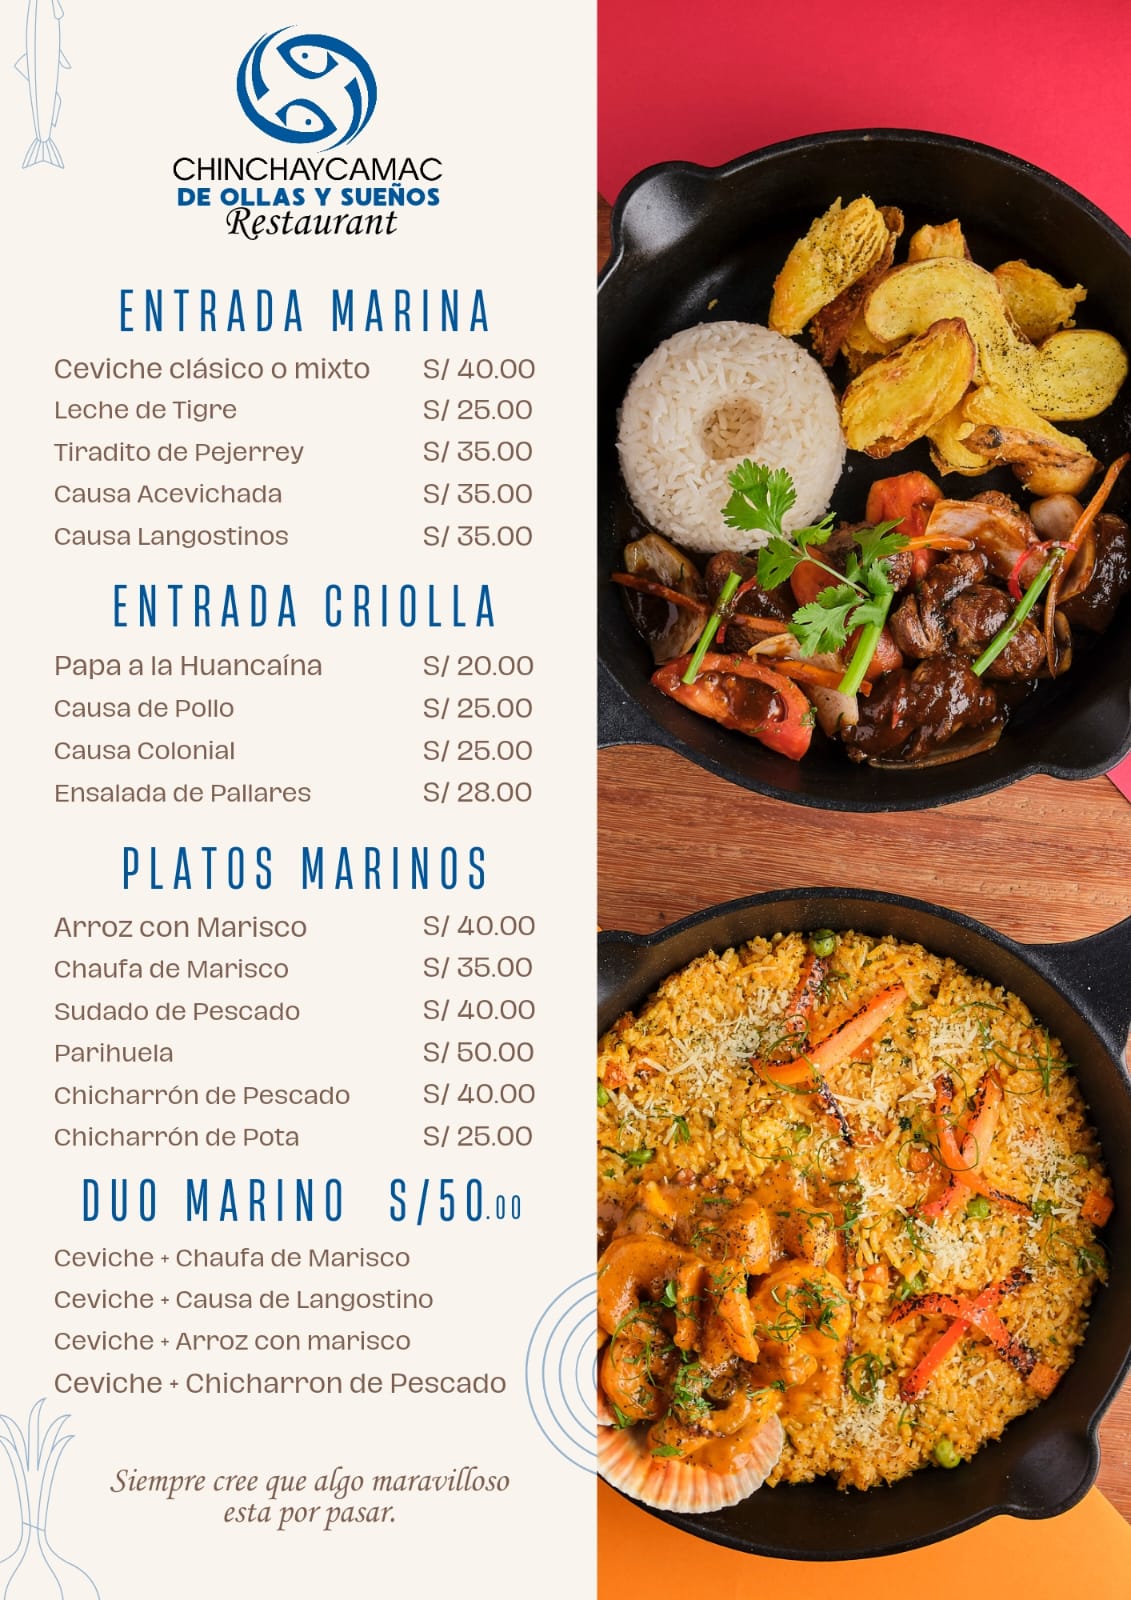 CHINCHAYCAMAC
DE OLLAS Y SUEÑOS
Restaurant
ENTRADA MARINA
Ceviche clásico o mixto S/ 40.00
Leche de Tigre S/ 25.00
Tiradito de Pejerrey S/ 35.00
Causa Acevichada S/ 35.00
Causa Langostinos S/ 35.00
ENTRADA CRIOLLA
Papa a la Huancaína S/ 20.00
Causa de Pollo S/ 25.00
Causa Colonial S/ 25.00
Ensalada de Pallares S/ 28.00
PLATOS MARINOS
Arroz con Marisco S/ 40.00
Chaufa de Marisco S/ 35.00
Sudado de Pescado S/ 40.00
Parihuela S/ 50.00
Chicharrón de Pescado S/ 40.00
Chicharrón de Pota S/ 25.00
DUO MARINO S/50.00
Ceviche + Chaufa de Marisco
Ceviche + Causa de Langostino
Ceviche + Arroz con marisco
Ceviche + Chicharron de Pescado
Siempre cree que algo maravilloso
esta por pasar.